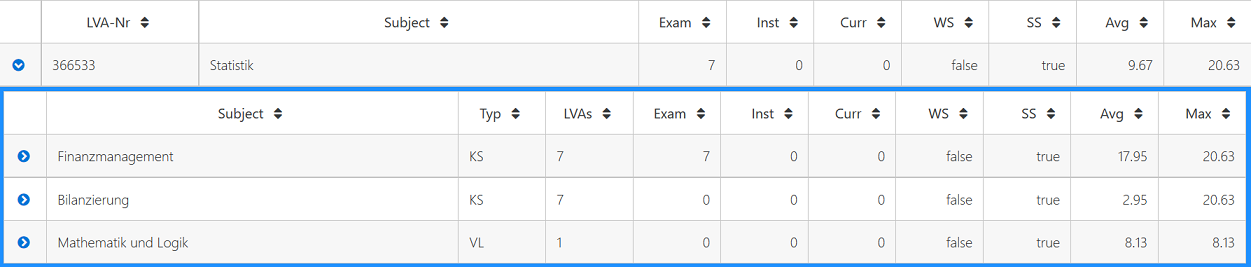 LVA-Nr Subject Exam Inst Curr WS SS Avg Max
366533 Statistik 7 0 0 false true 9.67 20.63
Subject Typ LVAs Exam Inst Curr WS SS Avg Max
Finanzmanagement KS 7 7 0 0 false true 17.95 20.63
Bilanzierung KS 7 0 0 0 false true 2.95 20.63
Mathematik und Logik VL 1 0 0 0 false true 8.13 8.13